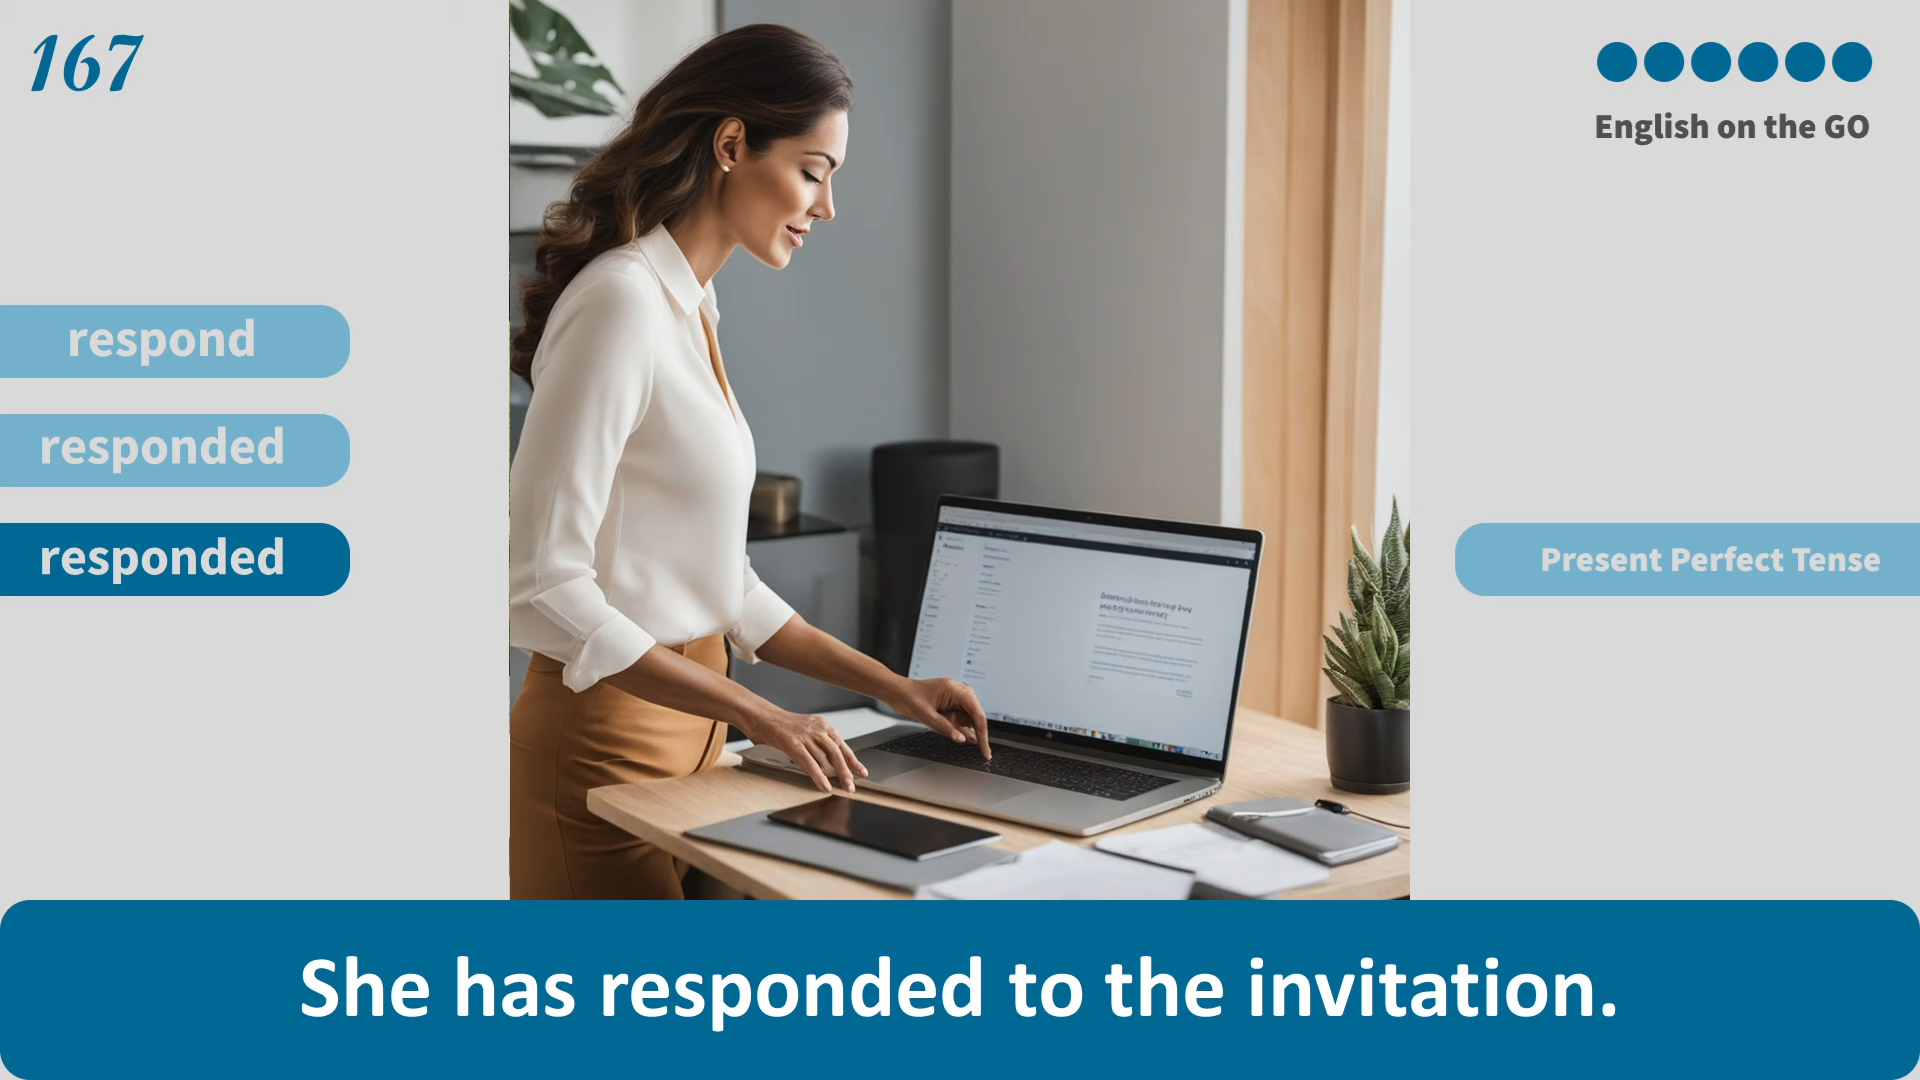 167
English on the GO
respond
responded
responded
Present Perfect Tense
She has responded to the invitation.